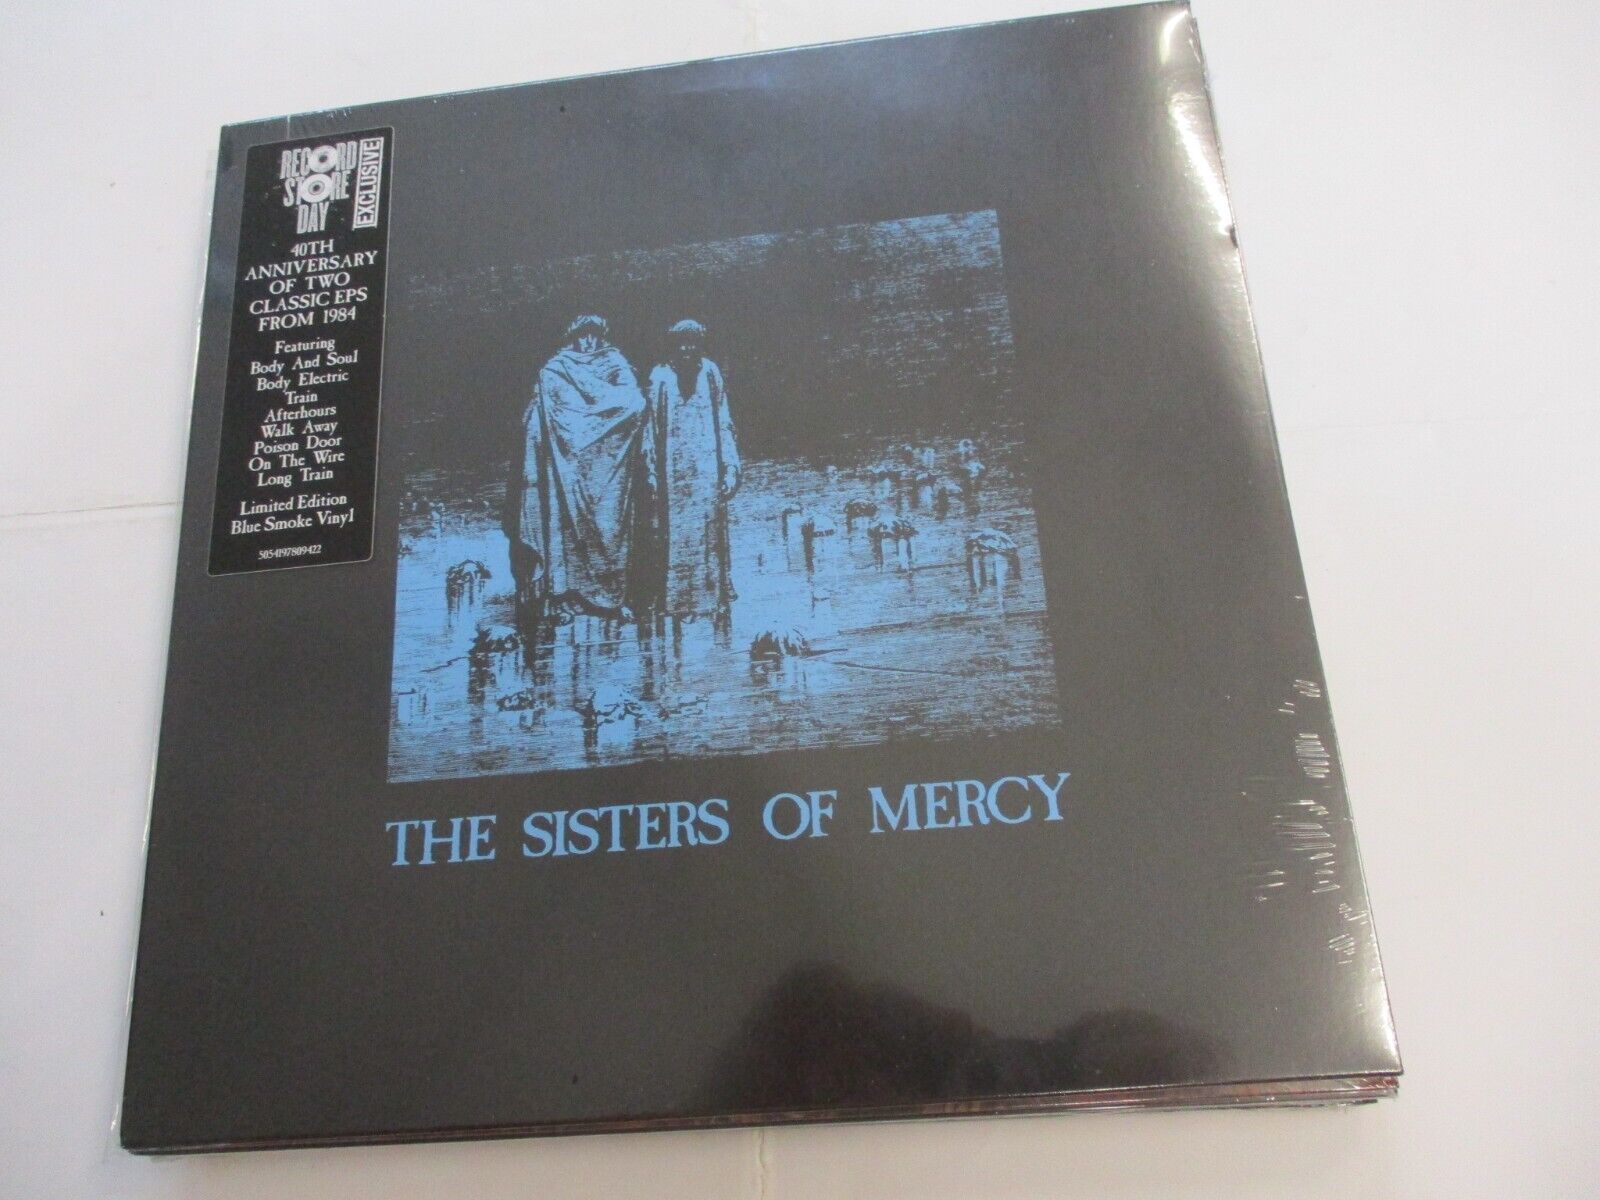 RECORD
STORE
DAY
EXCLUSIVE
40TH
ANNIVERSARY
OF TWO
CLASSIC EPS
FROM 1984
Featuring
Body And Soul
Body Electric
Train
Afterhours
Walk Away
Poison Door
On The Wire
Long Train
Limited Edition
Blue Smoke Vinyl
5054197809422
THE SISTERS OF MERCY